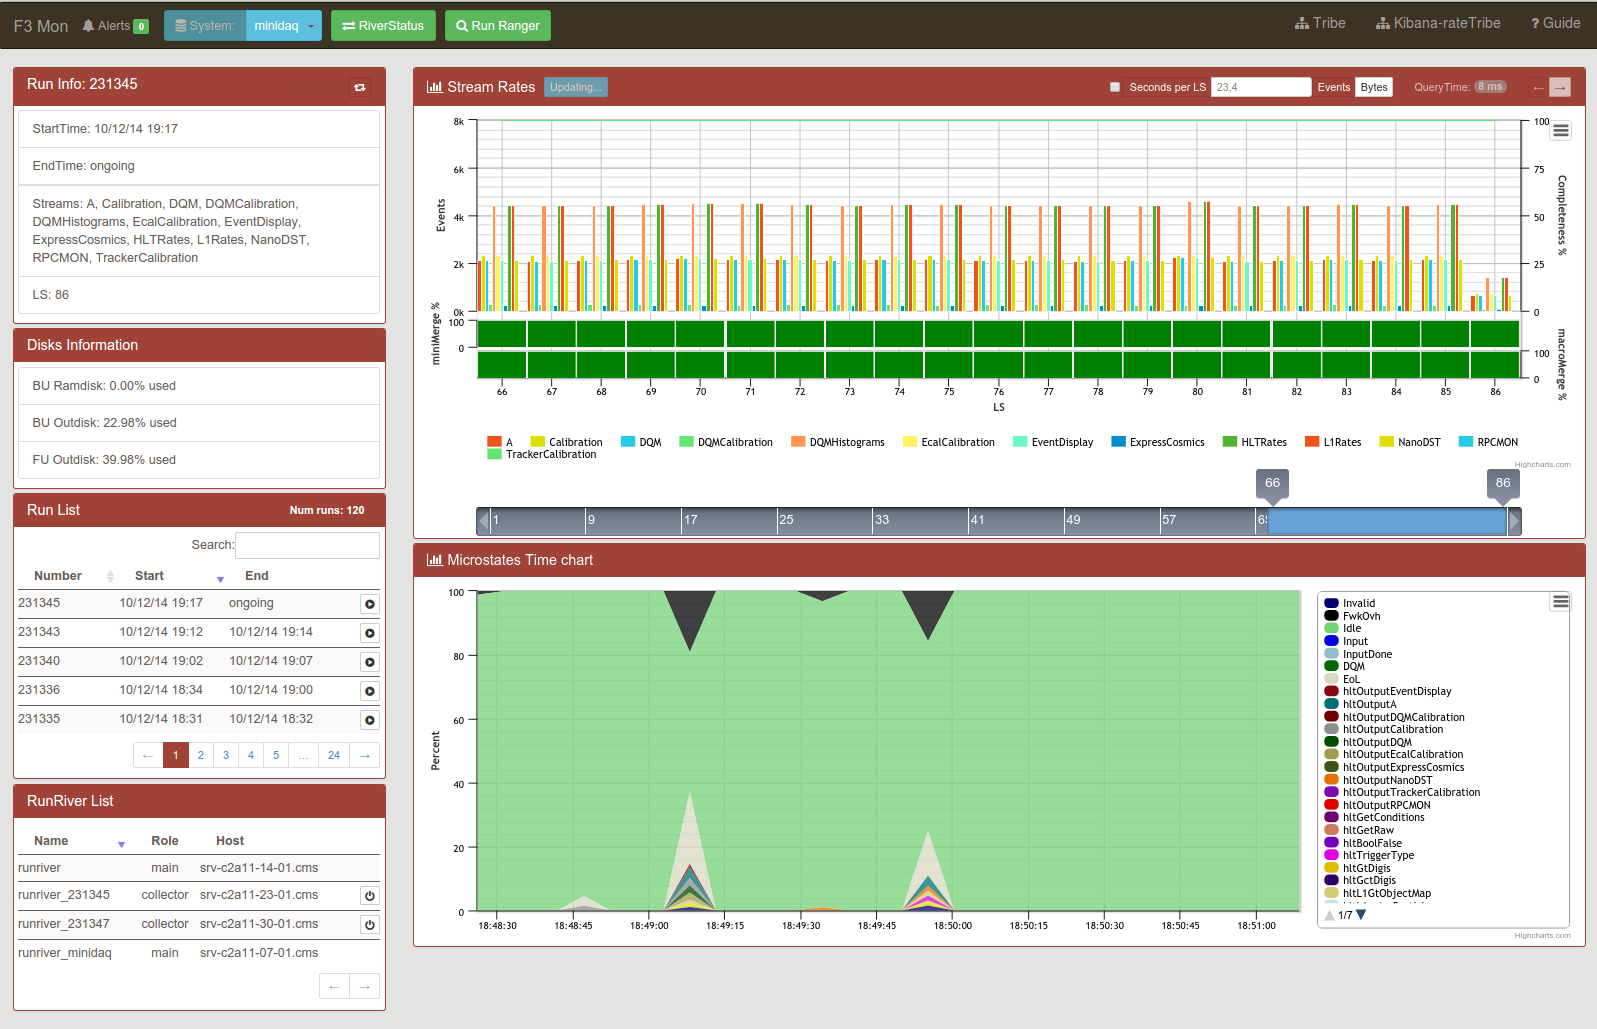 F3 Mon Alerts 0 System: minidaq RiverStatus Run Ranger Tribe Kibana-rateTribe ? Guide
Run Info: 231345
StartTime: 10/12/14 19:17
EndTime: ongoing
Streams: A, Calibration, DQM, DQMCalibration,
DQMHistograms, EcalCalibration, EventDisplay,
ExpressCosmics, HLTRates, L1Rates, NanoDST,
RPCMON, TrackerCalibration
LS: 86
Disks Information
BU Ramdisk: 0.00% used
BU Outdisk: 22.98% used
FU Outdisk: 39.98% used
Run List Num runs: 120
Search:
Number Start End
231345 10/12/14 19:17 ongoing
231343 10/12/14 19:12 10/12/14 19:14
231340 10/12/14 19:02 10/12/14 19:07
231336 10/12/14 18:34 10/12/14 19:00
231335 10/12/14 18:31 10/12/14 18:32
← 1 2 3 4 5 ... 24 →
RunRiver List
Name Role Host
runriver main srv-c2a11-14-01.cms
runriver_231345 collector srv-c2a11-23-01.cms
runriver_231347 collector srv-c2a11-30-01.cms
runriver_minidaq main srv-c2a11-07-01.cms
← →
Stream Rates Updating... Seconds per LS 23,4 Events Bytes QueryTime: 8 ms ← →
8k 100
6k 75
4k 50
2k 25
0k 0
Events
Completeness %
100
0
miniMerge %
100
0
macroMerge %
66 67 68 69 70 71 72 73 74 75 76 77 78 79 80 81 82 83 84 85 86
LS
A Calibration DQM DQMCalibration DQMHistograms EcalCalibration EventDisplay ExpressCosmics HLTRates L1Rates NanoDST RPCMON
TrackerCalibration
Highcharts.com
66 86
1 9 17 25 33 41 49 57 65
Microstates Time chart
100
80
60
40
20
0
Percent
18:48:30 18:48:45 18:49:00 18:49:15 18:49:30 18:49:45 18:50:00 18:50:15 18:50:30 18:50:45 18:51:00
Invalid
FwkOvh
Idle
Input
InputDone
DQM
EoL
hltOutputEventDisplay
hltOutputA
hltOutputDQMCalibration
hltOutputCalibration
hltOutputDQM
hltOutputEcalCalibration
hltOutputExpressCosmics
hltOutputNanoDST
hltOutputTrackerCalibration
hltOutputRPCMON
hltGetConditions
hltGetRaw
hltBoolFalse
hltTriggerType
hltGtDigis
hltGctDigis
hltL1GtObjectMap
1/7
Highcharts.com